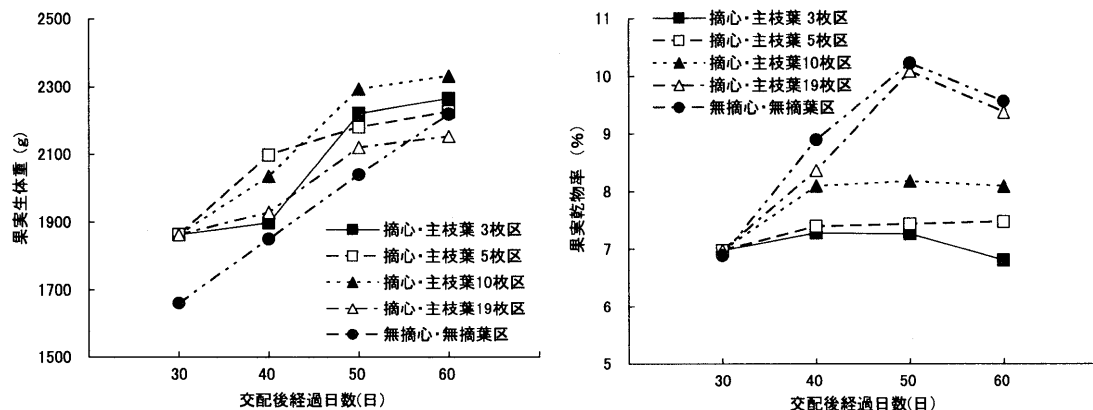 2500
2300
2100
1900
1700
1500
果実生体重(g)
30 40 50 60
交配後経過日数(日)
摘心・主枝葉 3枚区
摘心・主枝葉 5枚区
摘心・主枝葉10枚区
摘心・主枝葉19枚区
無摘心・無摘葉区
11
10
9
8
7
6
5
果実乾物率 (%)
30 40 50 60
交配後経過日数(日)
摘心・主枝葉 3枚区
摘心・主枝葉 5枚区
摘心・主枝葉10枚区
摘心・主枝葉19枚区
無摘心・無摘葉区